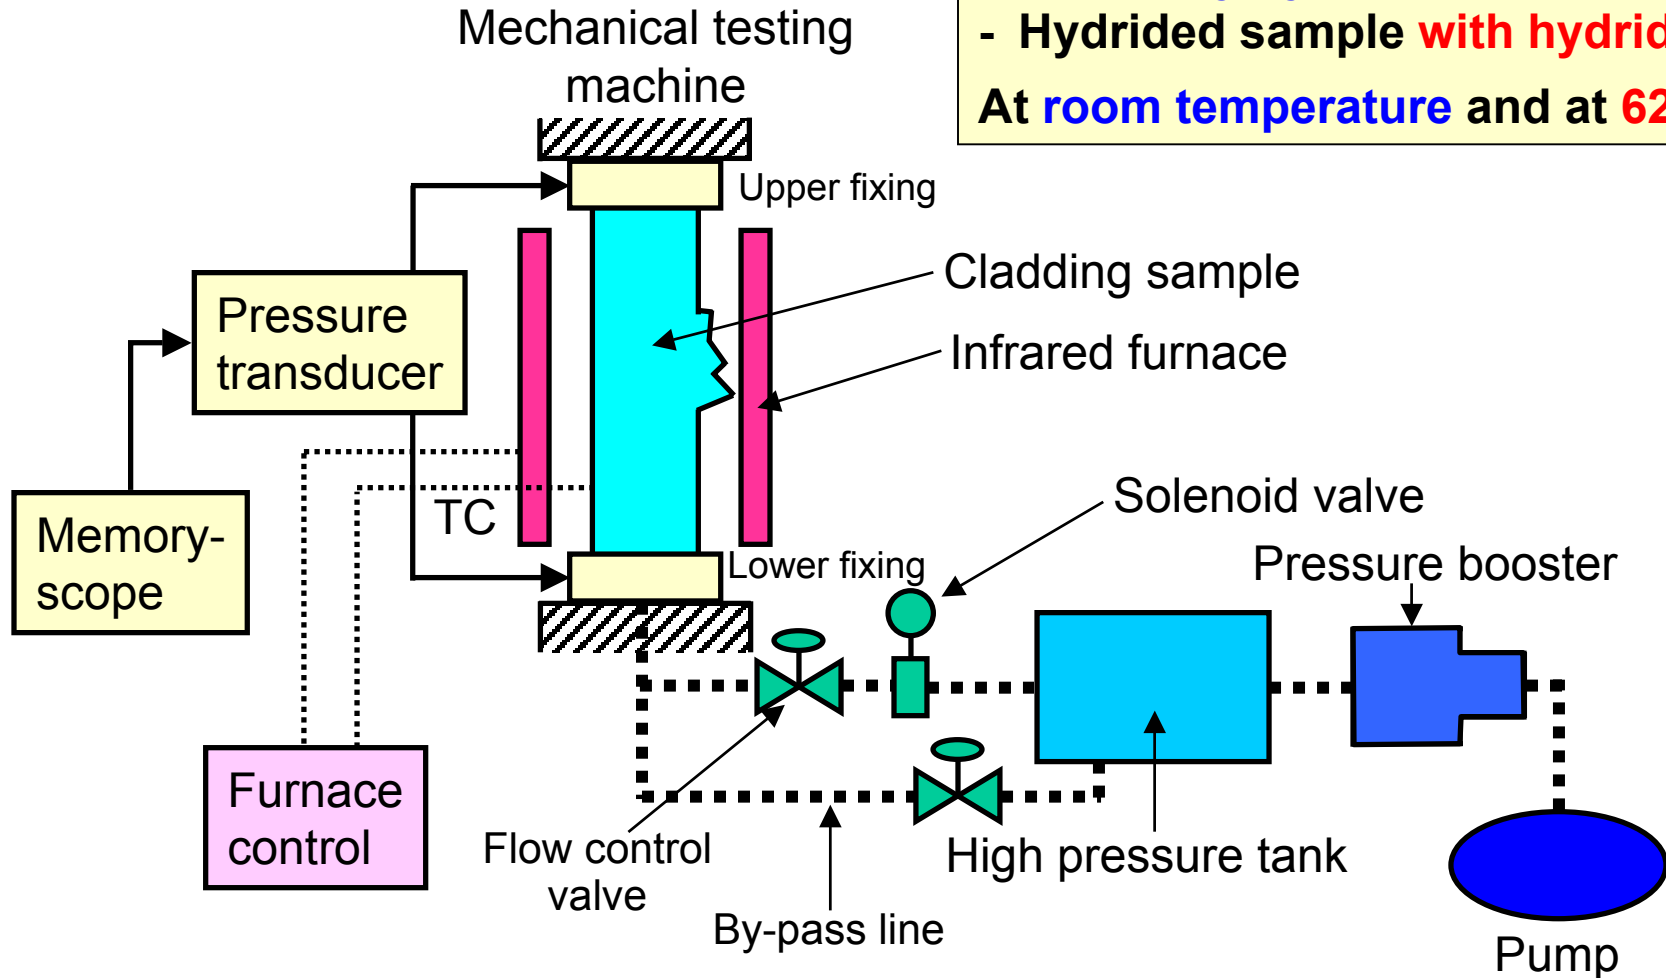 Mechanical testing
machine
- Hydrided sample with hydrid
At room temperature and at 62
Upper fixing
Cladding sample
Infrared furnace
Pressure
transducer
TC
Memory-
scope
Solenoid valve
Lower fixing
Pressure booster
Furnace
control
Flow control
valve
High pressure tank
By-pass line
Pump